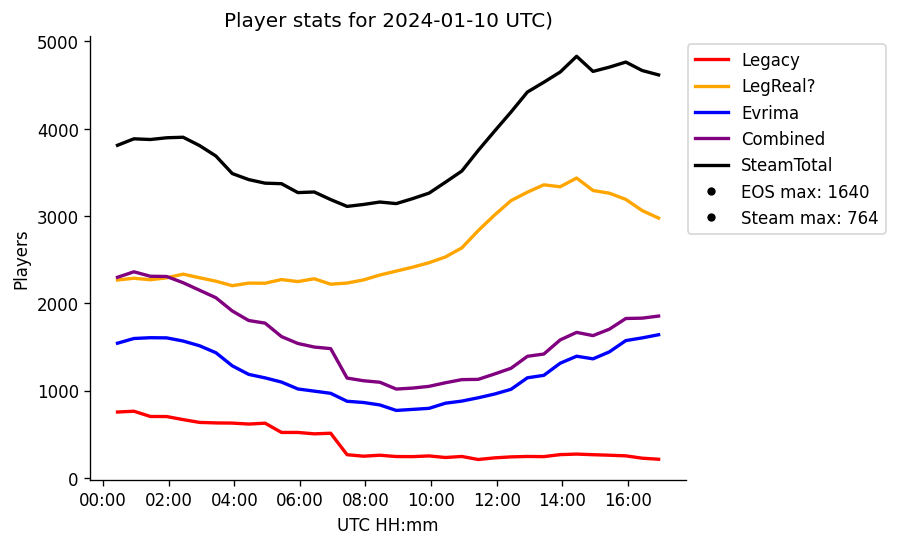 Player stats for 2024-01-10 UTC)
5000
4000
3000
2000
1000
0
Players
00:00 02:00 04:00 06:00 08:00 10:00 12:00 14:00 16:00
UTC HH:mm
Legacy
LegReal?
Evrima
Combined
SteamTotal
EOS max: 1640
Steam max: 764